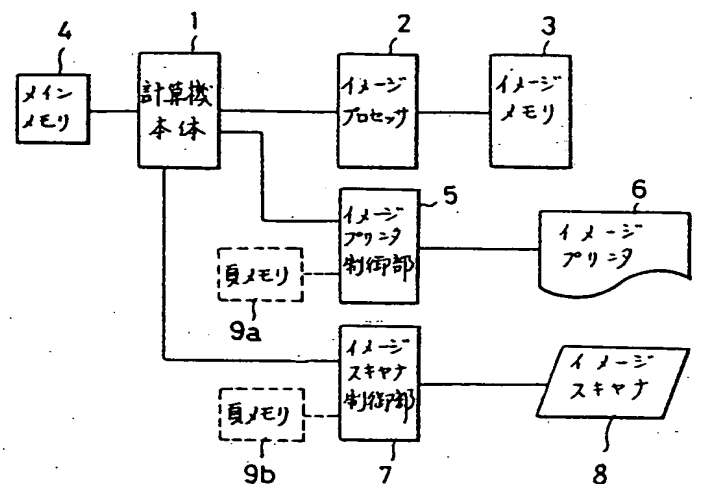 1
2
3
4
メイン
メモリ
計算機
本体
イメージ
プロセッサ
イメージ
メモリ
5
6
イメージ
プリンタ
制御部
イメージ
プリンタ
頁メモリ
9a
イメージ
スキャナ
制御部
イメージ
スキャナ
頁メモリ
9b
7
8